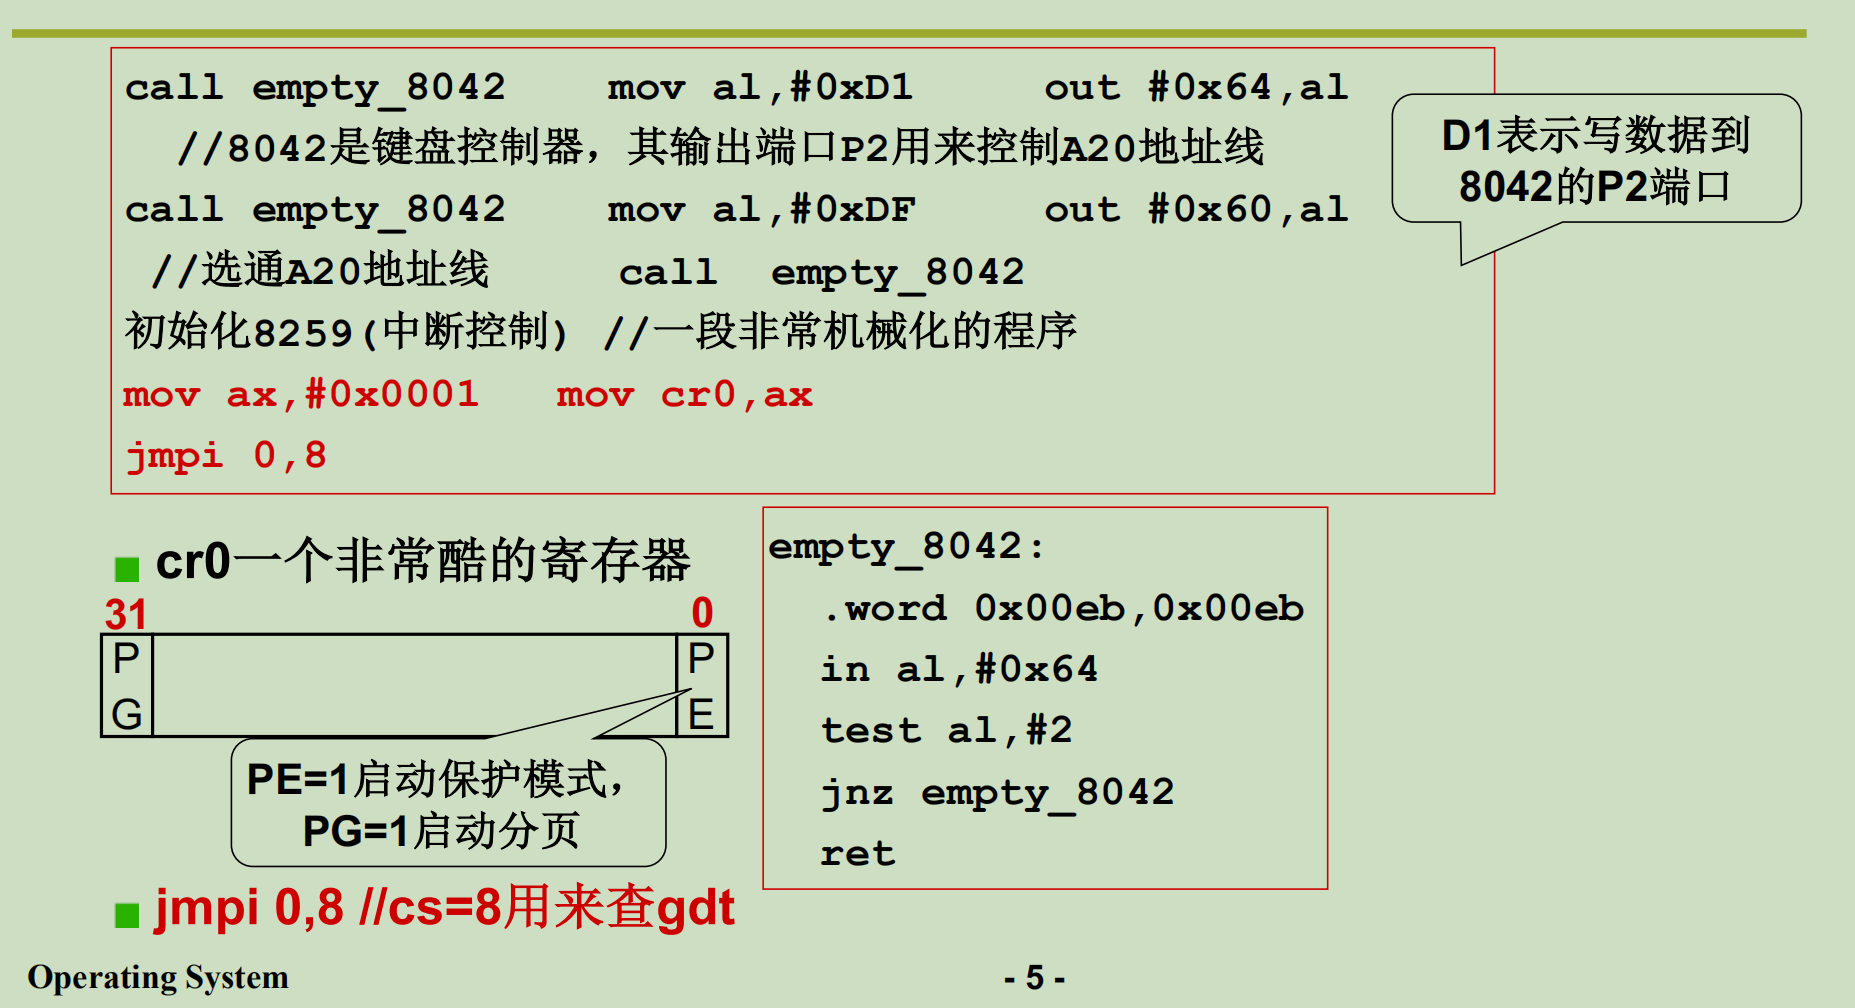 call empty_8042 mov al,#0xD1 out #0x64,al
//8042是键盘控制器，其输出端口P2用来控制A20地址线
call empty_8042 mov al,#0xDF out #0x60,al
//选通A20地址线 call empty_8042
初始化8259(中断控制) //一段非常机械化的程序
mov ax,#0x0001 mov cr0,ax
jmpi 0,8
D1表示写数据到
8042的P2端口
cr0一个非常酷的寄存器
31 0
P P
G E
PE=1启动保护模式，
PG=1启动分页
jmpi 0,8 //cs=8用来查gdt
empty_8042:
.word 0x00eb,0x00eb
in al,#0x64
test al,#2
jnz empty_8042
ret
Operating System - 5 -